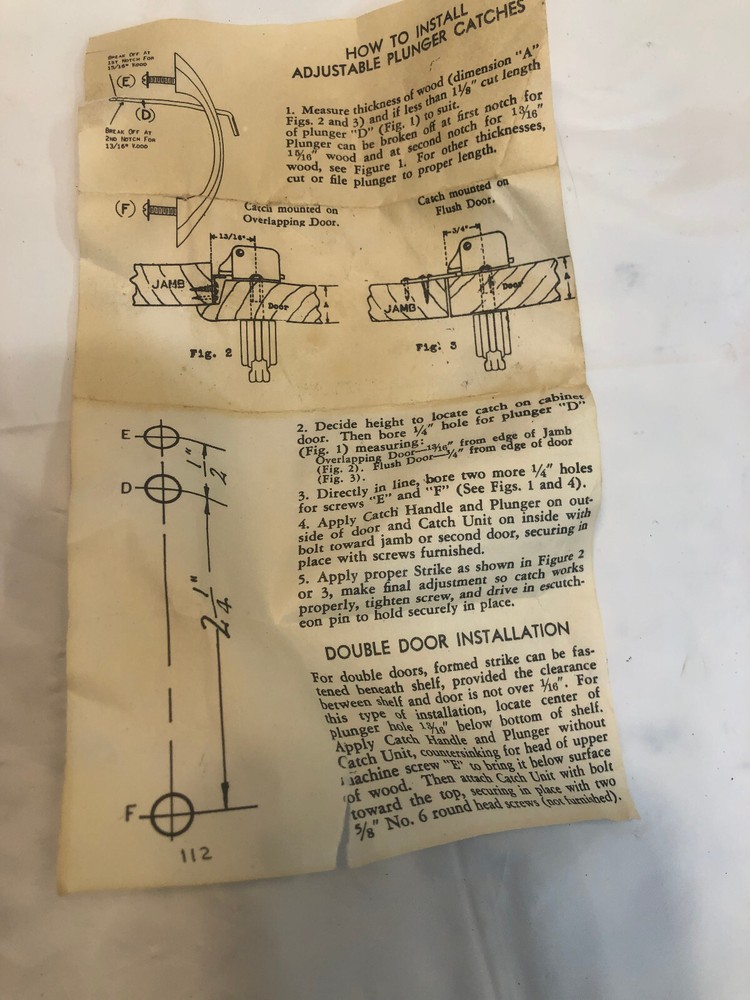 HOW TO INSTALL
ADJUSTABLE PLUNGER CATCHES
BREAK OFF AT
1ST NOTCH FOR
15/16" WOOD
(E)
(D)
BREAK OFF AT
2ND NOTCH FOR
13/16" WOOD
(F)
1. Measure thickness of wood (dimension "A"
Figs. 2 and 3) and if less than 1⅛" cut length
of plunger "D" (Fig. 1) to suit.
Plunger can be broken off at first notch for
15/16" wood and at second notch for 13/16"
wood, see Figure 1. For other thicknesses,
cut or file plunger to proper length.
Catch mounted on
Overlapping Door.
Catch mounted on
Flush Door.
13/16"
JAMB
Door
A
Fig. 2
3/4"
JAMB
Door
A
Fig. 3
2. Decide height to locate catch on cabinet
door. Then bore ¼" hole for plunger "D"
(Fig. 1) measuring:
Overlapping Door—13/16" from edge of Jamb
(Fig. 2). Flush Door—¾" from edge of door
(Fig. 3).
3. Directly in line, bore two more ¼" holes
for screws "E" and "F" (See Figs. 1 and 4).
4. Apply Catch Handle and Plunger on out-
side of door and Catch Unit on inside with
bolt toward jamb or second door, securing in
place with screws furnished.
5. Apply proper Strike as shown in Figure 2
or 3, make final adjustment so catch works
properly, tighten screw, and drive in escutch-
eon pin to hold securely in place.
E
1/2"
D
2 1/4"
F
112
DOUBLE DOOR INSTALLATION
For double doors, formed strike can be fas-
tened beneath shelf, provided the clearance
between shelf and door is not over 1/16". For
this type of installation, locate center of
plunger hole 13/16" below bottom of shelf.
Apply Catch Handle and Plunger without
Catch Unit, countersinking for head of upper
machine screw "E" to bring it below surface
of wood. Then attach Catch Unit with bolt
toward the top, securing in place with two
5/8" No. 6 round head screws (not furnished).